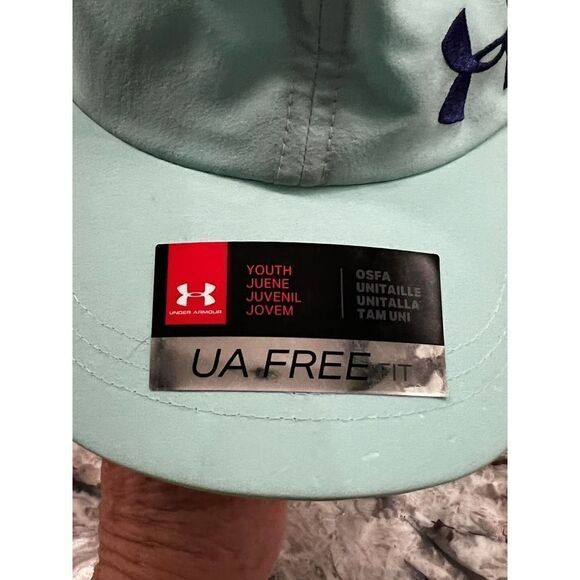 UNDER ARMOUR
YOUTH
JUENE
JUVENIL
JOVEM
OSFA
UNITAILLE
UNITALLA
TAM UNI
UA FREE FIT